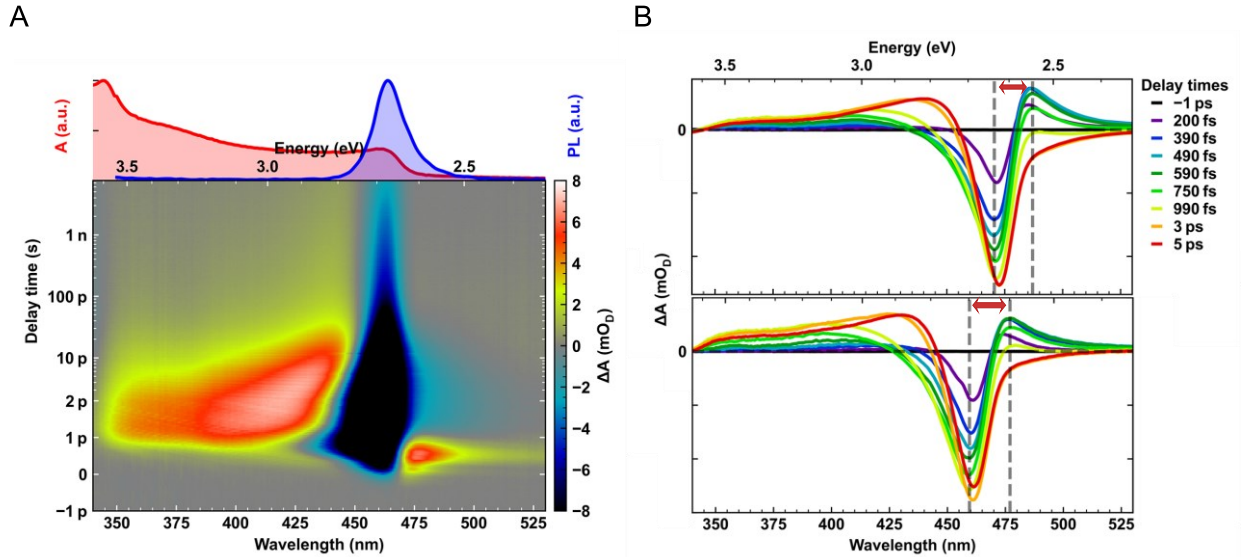 A
B
A (a.u.)
PL (a.u.)
Energy (eV)
3.5 3.0 2.5
Delay time (s)
1 n
100 p
10 p
2 p
1 p
0
−1 p
350 375 400 425 450 475 500 525
Wavelength (nm)
8
6
4
2
0
−2
−4
−6
−8
ΔA (mOD)
Energy (eV)
3.5 3.0 2.5
0
0
ΔA (mOD)
350 375 400 425 450 475 500 525
Wavelength (nm)
Delay times
−1 ps
200 fs
390 fs
490 fs
590 fs
750 fs
990 fs
3 ps
5 ps